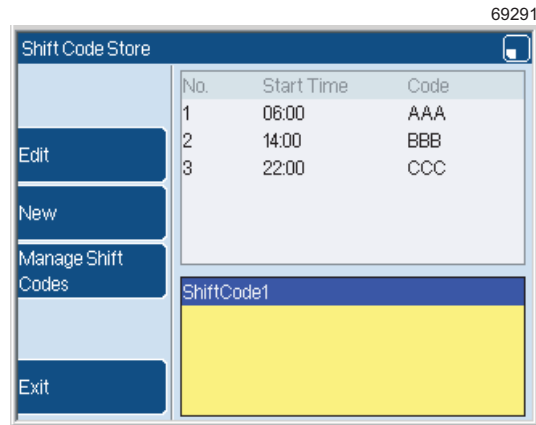 69291
Shift Code Store
No. Start Time Code
1 06:00 AAA
2 14:00 BBB
3 22:00 CCC
Edit
New
Manage Shift
Codes
Exit
ShiftCode1